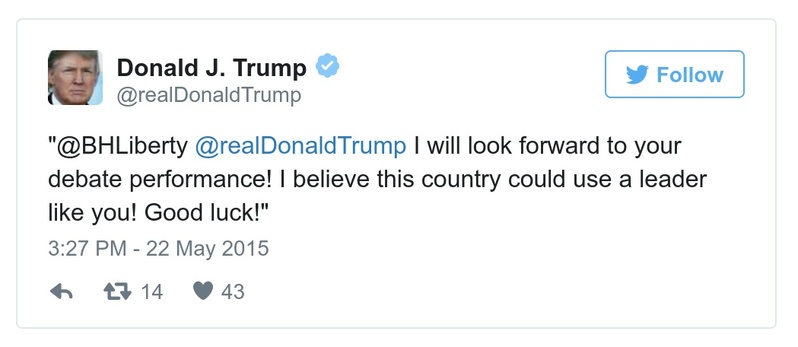 Donald J. Trump
@realDonaldTrump
Follow
"@BHLiberty @realDonaldTrump I will look forward to your
debate performance! I believe this country could use a leader
like you! Good luck!"
3:27 PM - 22 May 2015
14 43